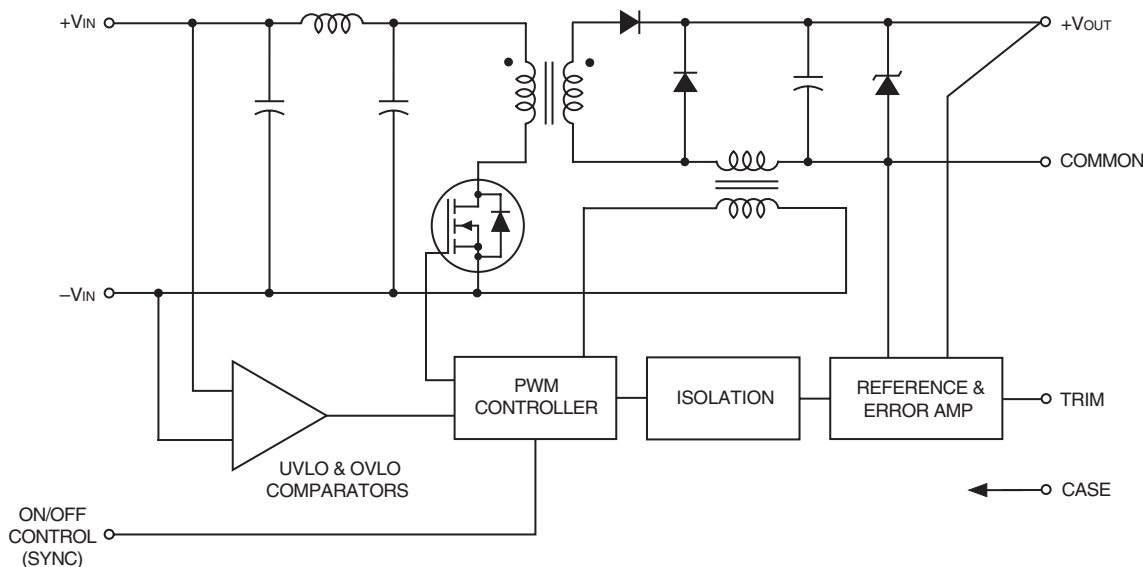 +VIN
+VOUT
COMMON
–VIN
PWM
CONTROLLER
ISOLATION
REFERENCE &
ERROR AMP
TRIM
UVLO & OVLO
COMPARATORS
CASE
ON/OFF
CONTROL
(SYNC)